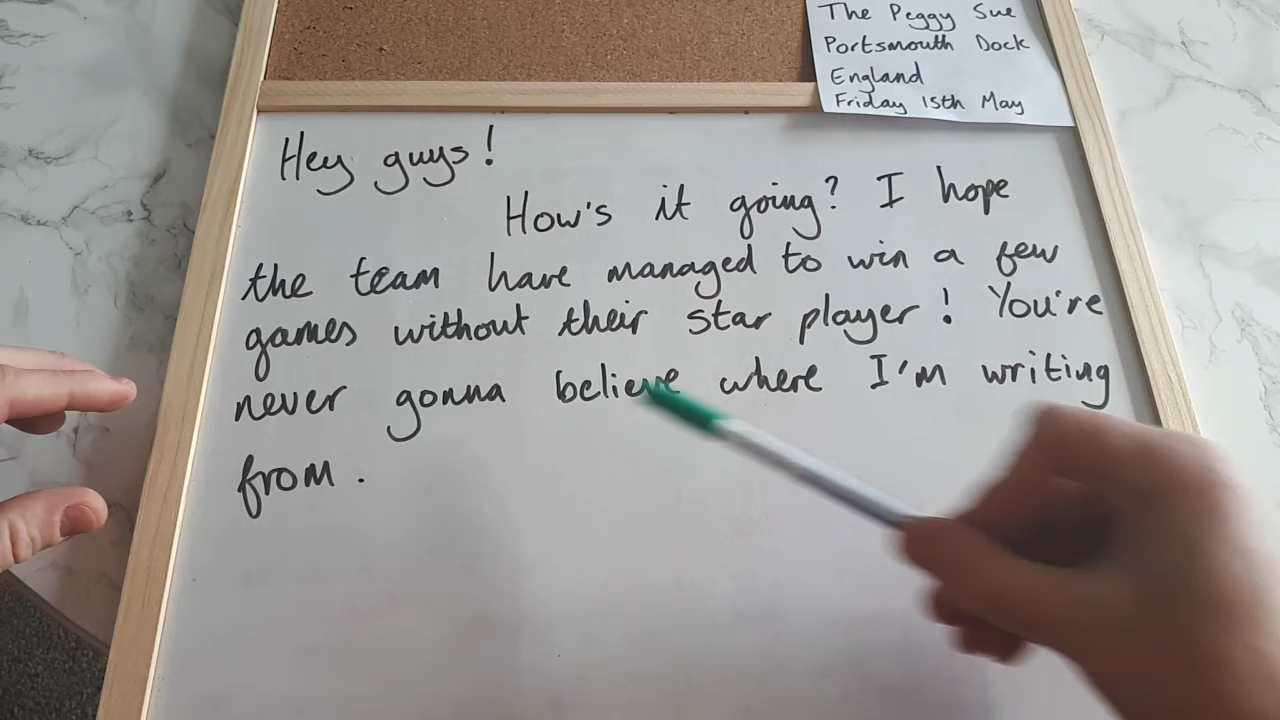 The Peggy Sue
Portsmouth Dock
England
Friday 15th May
Hey guys!
How's it going? I hope
the team have managed to win a few
games without their star player! You're
never gonna believe where I'm writing
from.